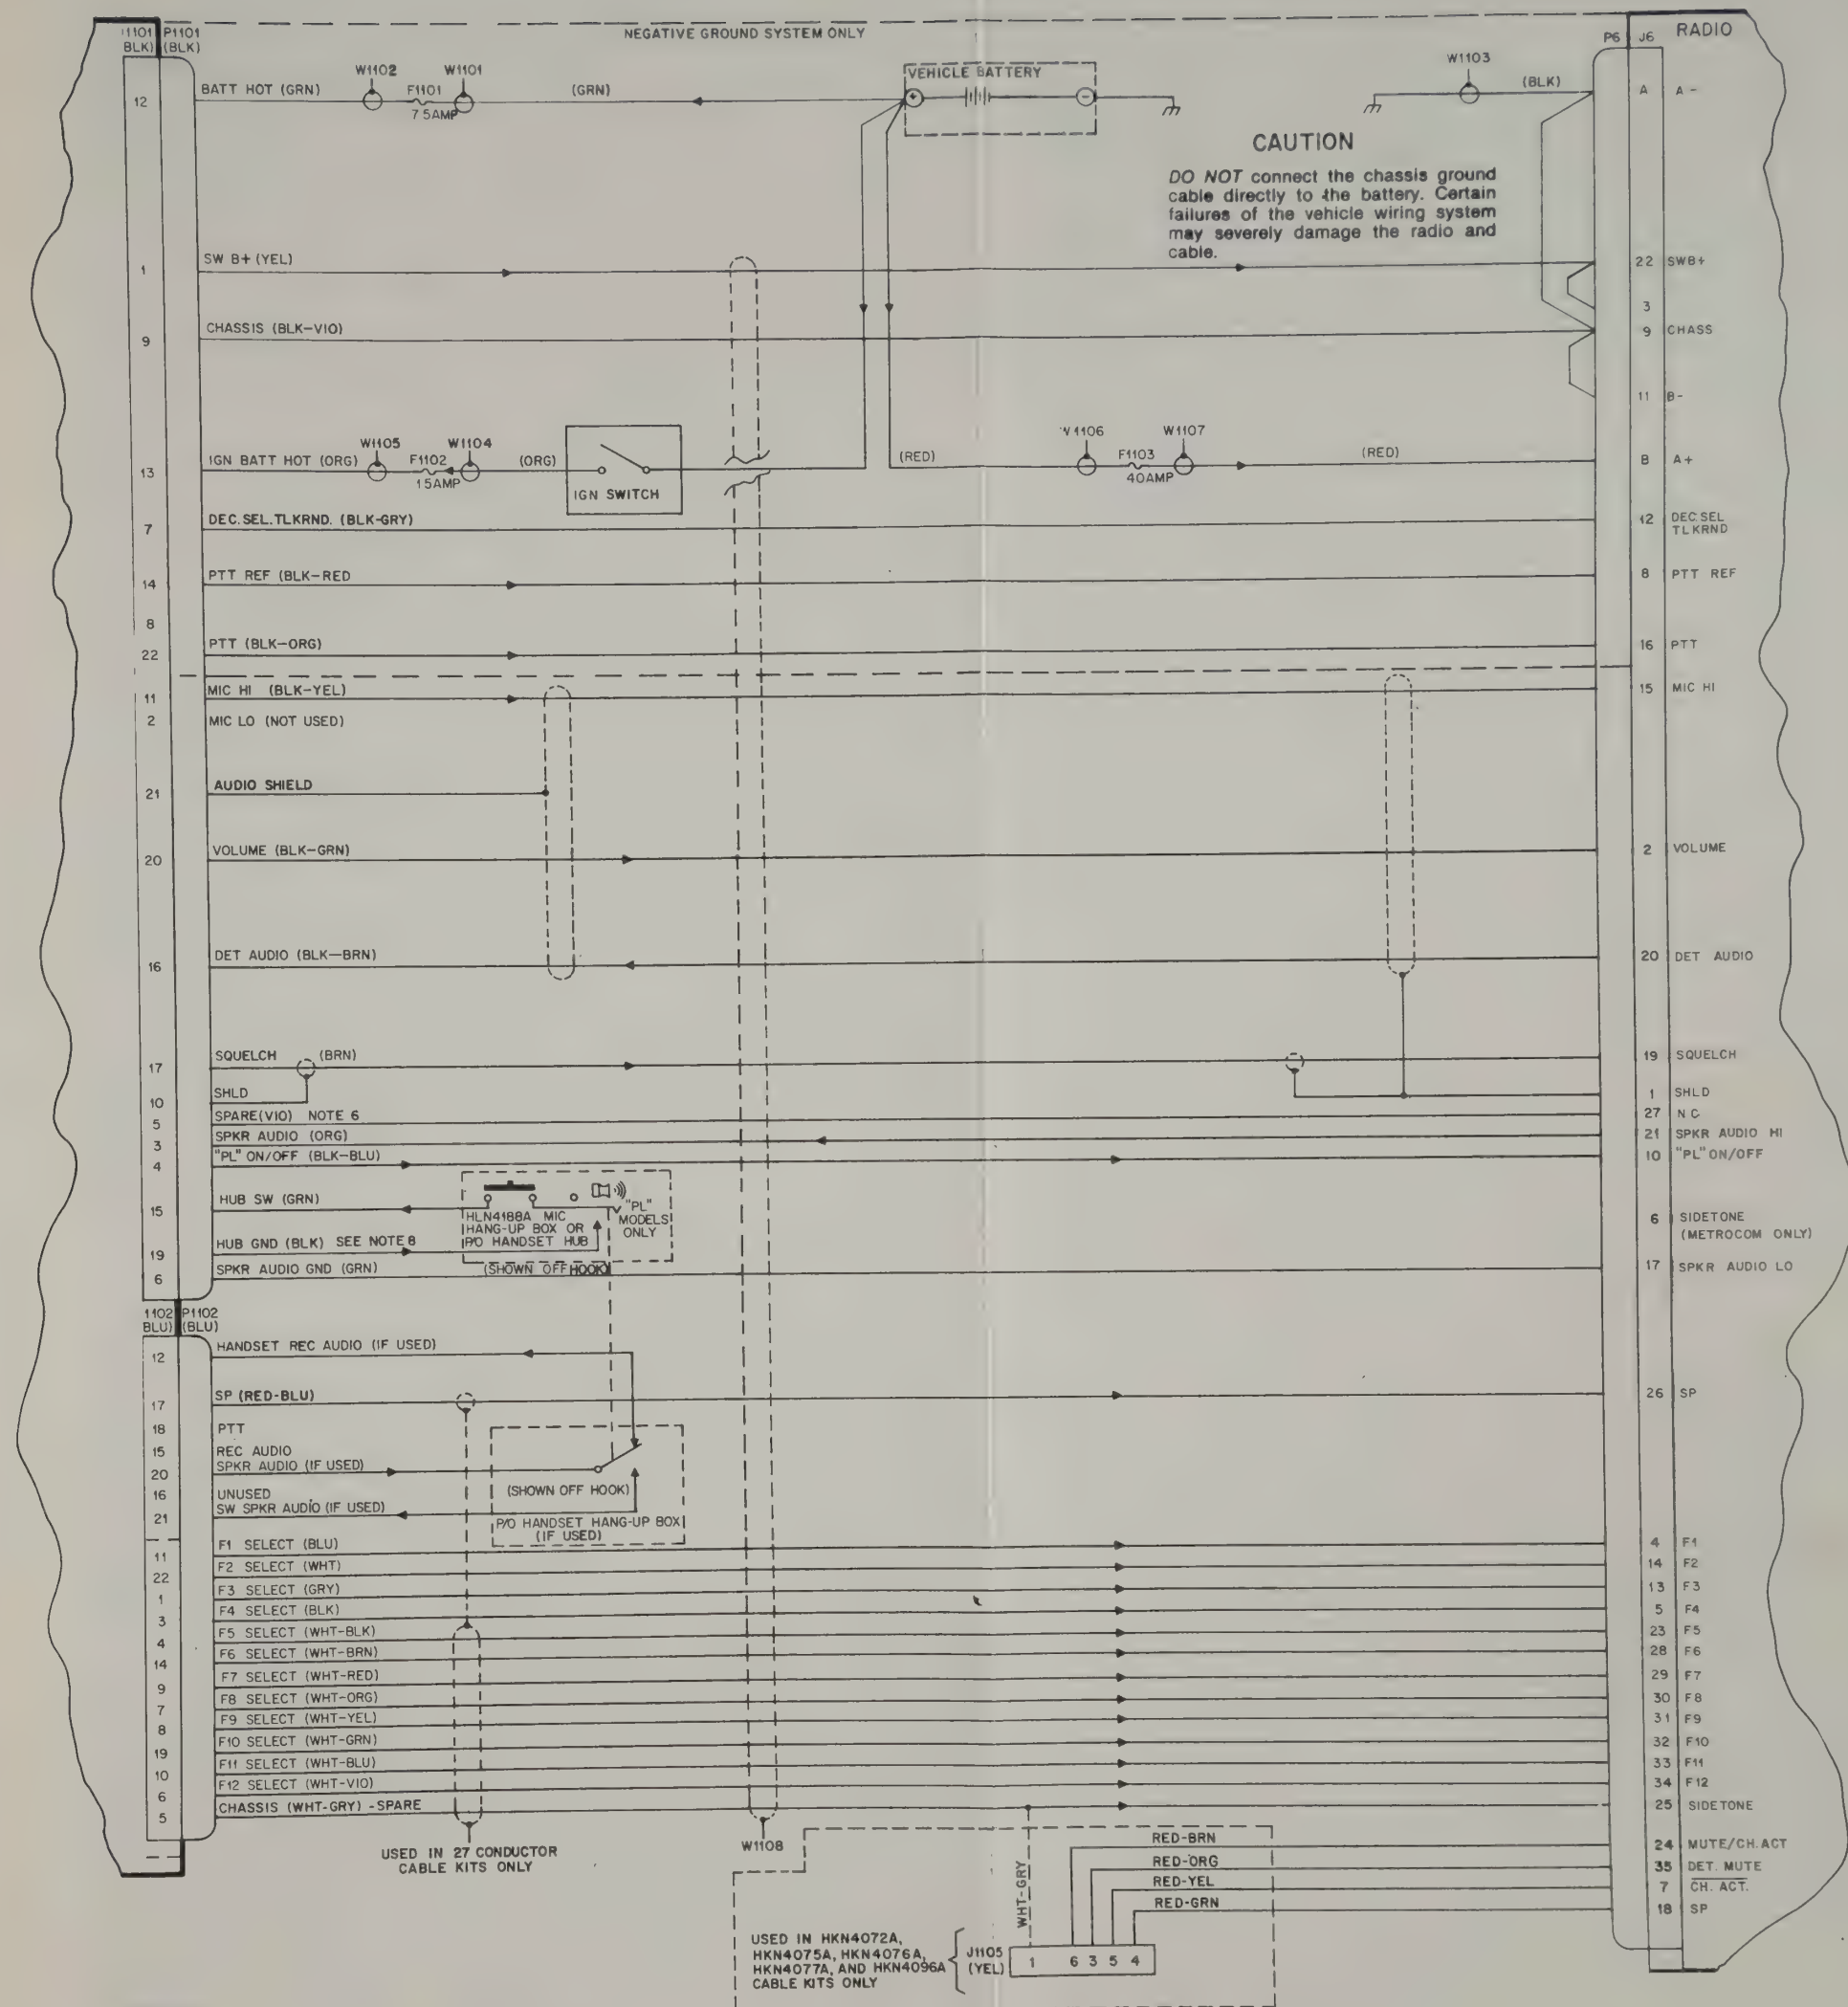 1101 P1101
BLK) (BLK)
NEGATIVE GROUND SYSTEM ONLY
P6 J6 RADIO
12 BATT HOT (GRN) W1102 F1101 7.5AMP W1101 (GRN)
VEHICLE BATTERY
+ -
W1103 (BLK) A A -
CAUTION
DO NOT connect the chassis ground
cable directly to the battery. Certain
failures of the vehicle wiring system
may severely damage the radio and
cable.
1 SW B+ (YEL) 22 SWB+
3
9 CHASSIS (BLK-VIO) 9 CHASS
11 B-
13 IGN BATT HOT (ORG) W1105 F1102 15AMP W1104 (ORG)
IGN SWITCH
(RED) W1106 F1103 40AMP W1107 (RED) B A+
7 DEC. SEL. TLKRND. (BLK-GRY) 12 DEC.SEL
TLKRND
14 PTT REF (BLK-RED 8 PTT REF
8
22 PTT (BLK-ORG) 16 PTT
11 MIC HI (BLK-YEL) 15 MIC HI
2 MIC LO (NOT USED)
21 AUDIO SHIELD
20 VOLUME (BLK-GRN) 2 VOLUME
16 DET AUDIO (BLK-BRN) 20 DET AUDIO
17 SQUELCH (BRN) 19 SQUELCH
10 SHLD 1 SHLD
5 SPARE(VIO) NOTE 6 27 N C
3 SPKR AUDIO (ORG) 21 SPKR AUDIO HI
4 "PL" ON/OFF (BLK-BLU) 10 "PL" ON/OFF
15 HUB SW (GRN)
HLN4188A MIC
HANG-UP BOX OR
P/O HANDSET HUB
"PL"
MODELS
ONLY
6 SIDETONE
(METROCOM ONLY)
19 HUB GND (BLK) SEE NOTE 8
(SHOWN OFF HOOK)
6 SPKR AUDIO GND (GRN) 17 SPKR AUDIO LO
1102 P1102
BLU) (BLU)
12 HANDSET REC AUDIO (IF USED)
17 SP (RED-BLU) 26 SP
18 PTT
15 REC AUDIO
20 SPKR AUDIO (IF USED)
16 UNUSED
21 SW SPKR AUDIO (IF USED)
(SHOWN OFF HOOK)
P/O HANDSET HANG-UP BOX
(IF USED)
11 F1 SELECT (BLU) 4 F1
22 F2 SELECT (WHT) 14 F2
1 F3 SELECT (GRY) 13 F3
3 F4 SELECT (BLK) 5 F4
4 F5 SELECT (WHT-BLK) 23 F5
14 F6 SELECT (WHT-BRN) 28 F6
9 F7 SELECT (WHT-RED) 29 F7
7 F8 SELECT (WHT-ORG) 30 F8
8 F9 SELECT (WHT-YEL) 31 F9
19 F10 SELECT (WHT-GRN) 32 F10
10 F11 SELECT (WHT-BLU) 33 F11
6 F12 SELECT (WHT-VIO) 34 F12
5 CHASSIS (WHT-GRY) -SPARE 25 SIDETONE
USED IN 27 CONDUCTOR
CABLE KITS ONLY
W1108
WHT-GRY
RED-BRN 24 MUTE/CH.ACT
RED-ORG 35 DET. MUTE
RED-YEL 7 CH. ACT.
RED-GRN 18 SP
USED IN HKN4072A,
HKN4075A, HKN4076A,
HKN4077A, AND HKN4096A
CABLE KITS ONLY
J1105
(YEL)
1 6 3 5 4